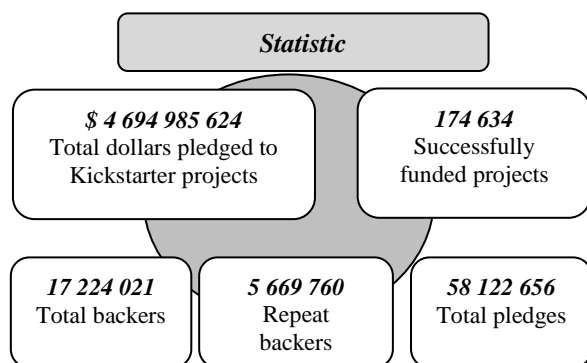 Statistic
$ 4 694 985 624
Total dollars pledged to
Kickstarter projects
174 634
Successfully
funded projects
17 224 021
Total backers
5 669 760
Repeat
backers
58 122 656
Total pledges